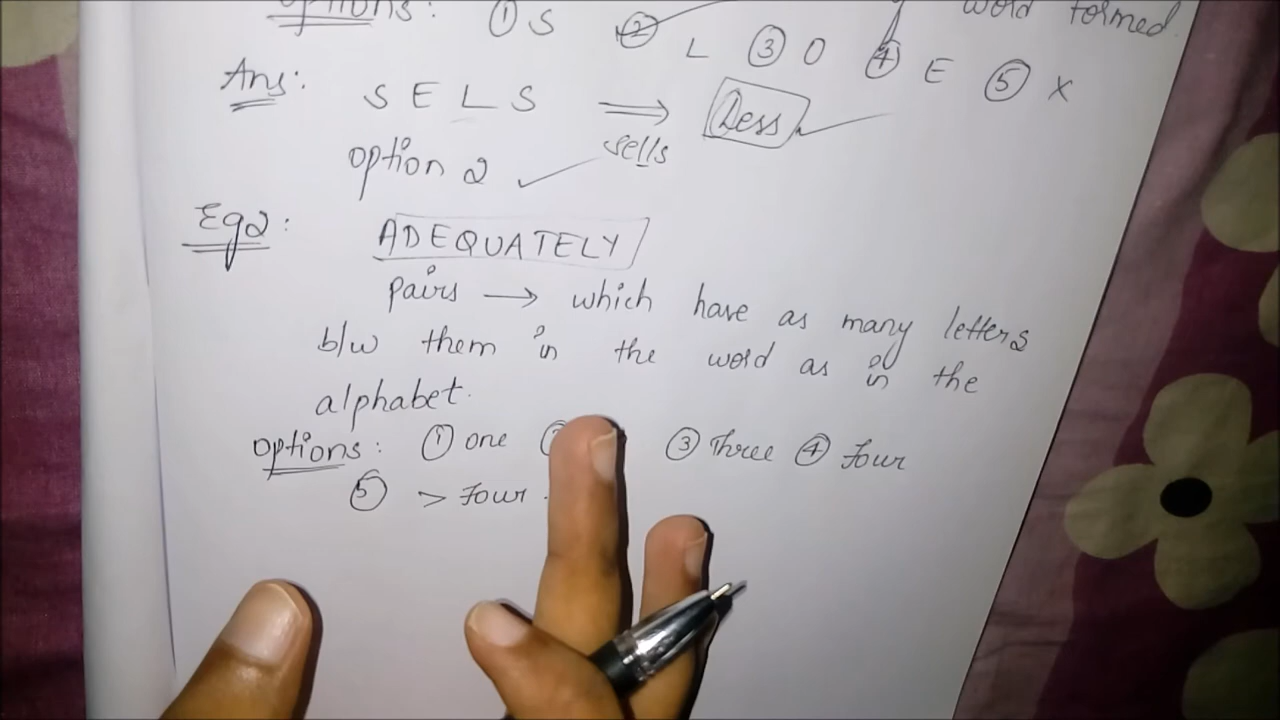 Options: ① S ② L ③ O ④ E ⑤ X
word formed.
Ans: S E L S ⟹ Dess
sells
option 2
Eg2: ADEQUATELY
pairs → which have as many letters
b/w them in the word as in the
alphabet.
Options: ① one ③ Three ④ Four
⑤ > Four.